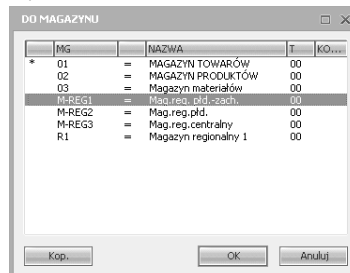 DO MAGAZYNU
MG NAZWA T KO...
* 01 = MAGAZYN TOWARÓW 00
02 = MAGAZYN PRODUKTÓW 00
03 = Magazyn materiałów 00
M-REG1 = Mag.reg. płd.-zach. 00
M-REG2 = Mag.reg.płd. 00
M-REG3 = Mag.reg.centralny 00
R1 = Magazyn regionalny 1 00
Kop. OK Anuluj